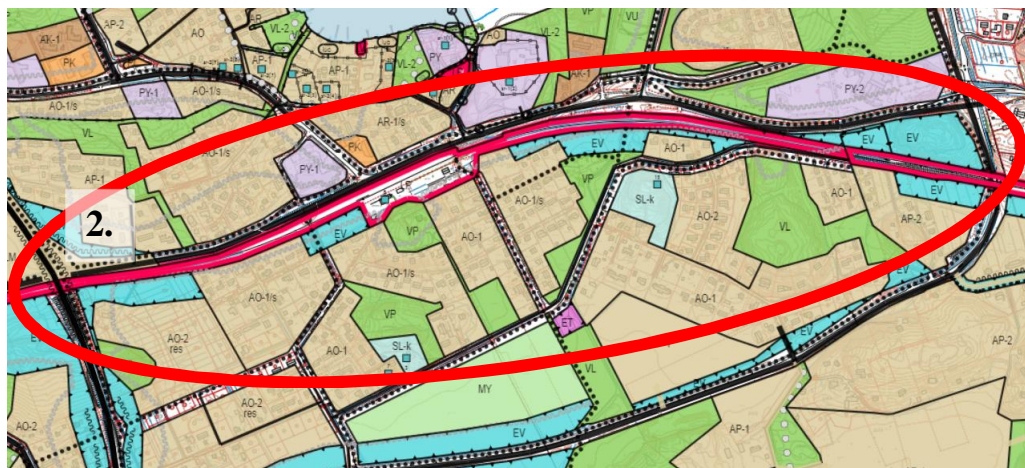 AP-2
AO
AR
VL-2
AP-1
VL-2
PY
AR
AO
VL-2
VP
VU
AK-1
PK
PY-1
AO-1/s
AP-1
AK-1
PY-2
VL
AO-1/s
AR-1/s
PK
PY-1
AP-1
2.
EV
EV
EV
EV
AO-1
VP
AO-1/s
SL-k
AO-2
AO-1
AP-2
VL
EV
VP
AO-1
AO-1/s
AO-1/s
VP
EV
AO-2
res
AO-1
SL-k
AO-1
ET
EV
EV
AP-2
VL
MY
AO-2
res
AO-2
EV
AP-1